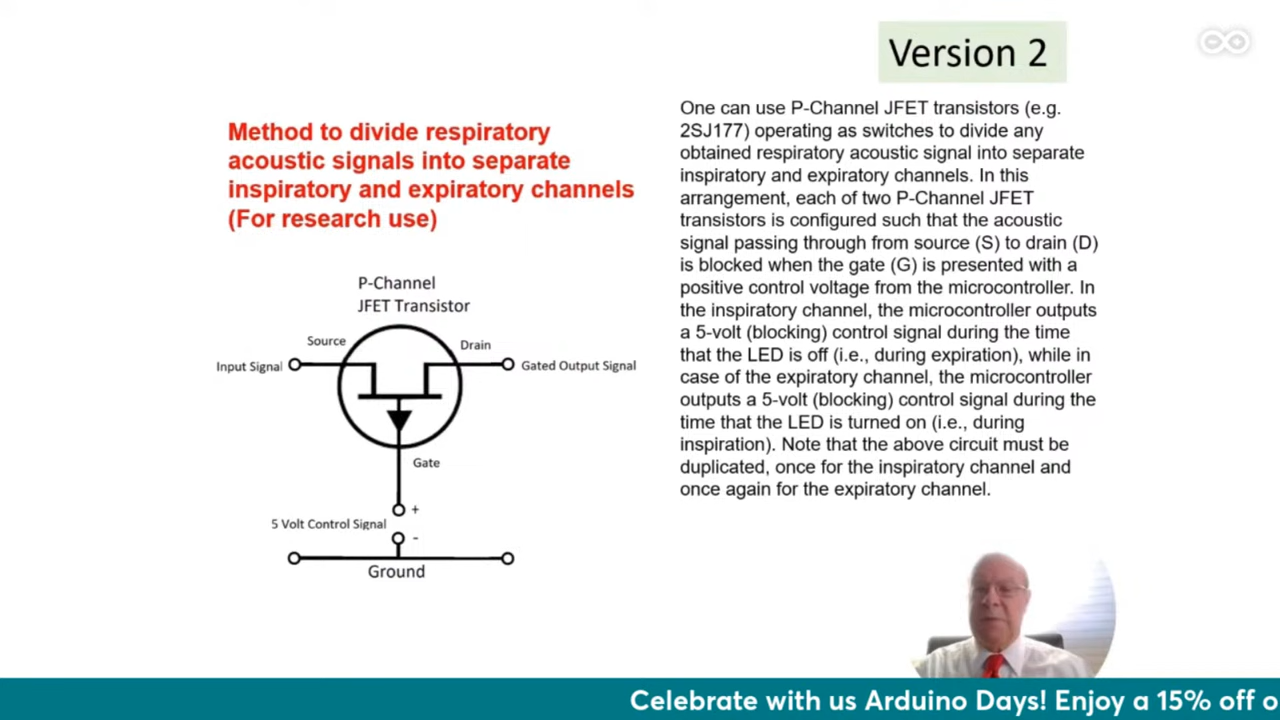 Version 2
Method to divide respiratory
acoustic signals into separate
inspiratory and expiratory channels
(For research use)
P-Channel
JFET Transistor
Source
Drain
Input Signal
Gated Output Signal
Gate
+
5 Volt Control Signal
-
Ground
One can use P-Channel JFET transistors (e.g.
2SJ177) operating as switches to divide any
obtained respiratory acoustic signal into separate
inspiratory and expiratory channels. In this
arrangement, each of two P-Channel JFET
transistors is configured such that the acoustic
signal passing through from source (S) to drain (D)
is blocked when the gate (G) is presented with a
positive control voltage from the microcontroller. In
the inspiratory channel, the microcontroller outputs
a 5-volt (blocking) control signal during the time
that the LED is off (i.e., during expiration), while in
case of the expiratory channel, the microcontroller
outputs a 5-volt (blocking) control signal during the
time that the LED is turned on (i.e., during
inspiration). Note that the above circuit must be
duplicated, once for the inspiratory channel and
once again for the expiratory channel.
Celebrate with us Arduino Days! Enjoy a 15% off o